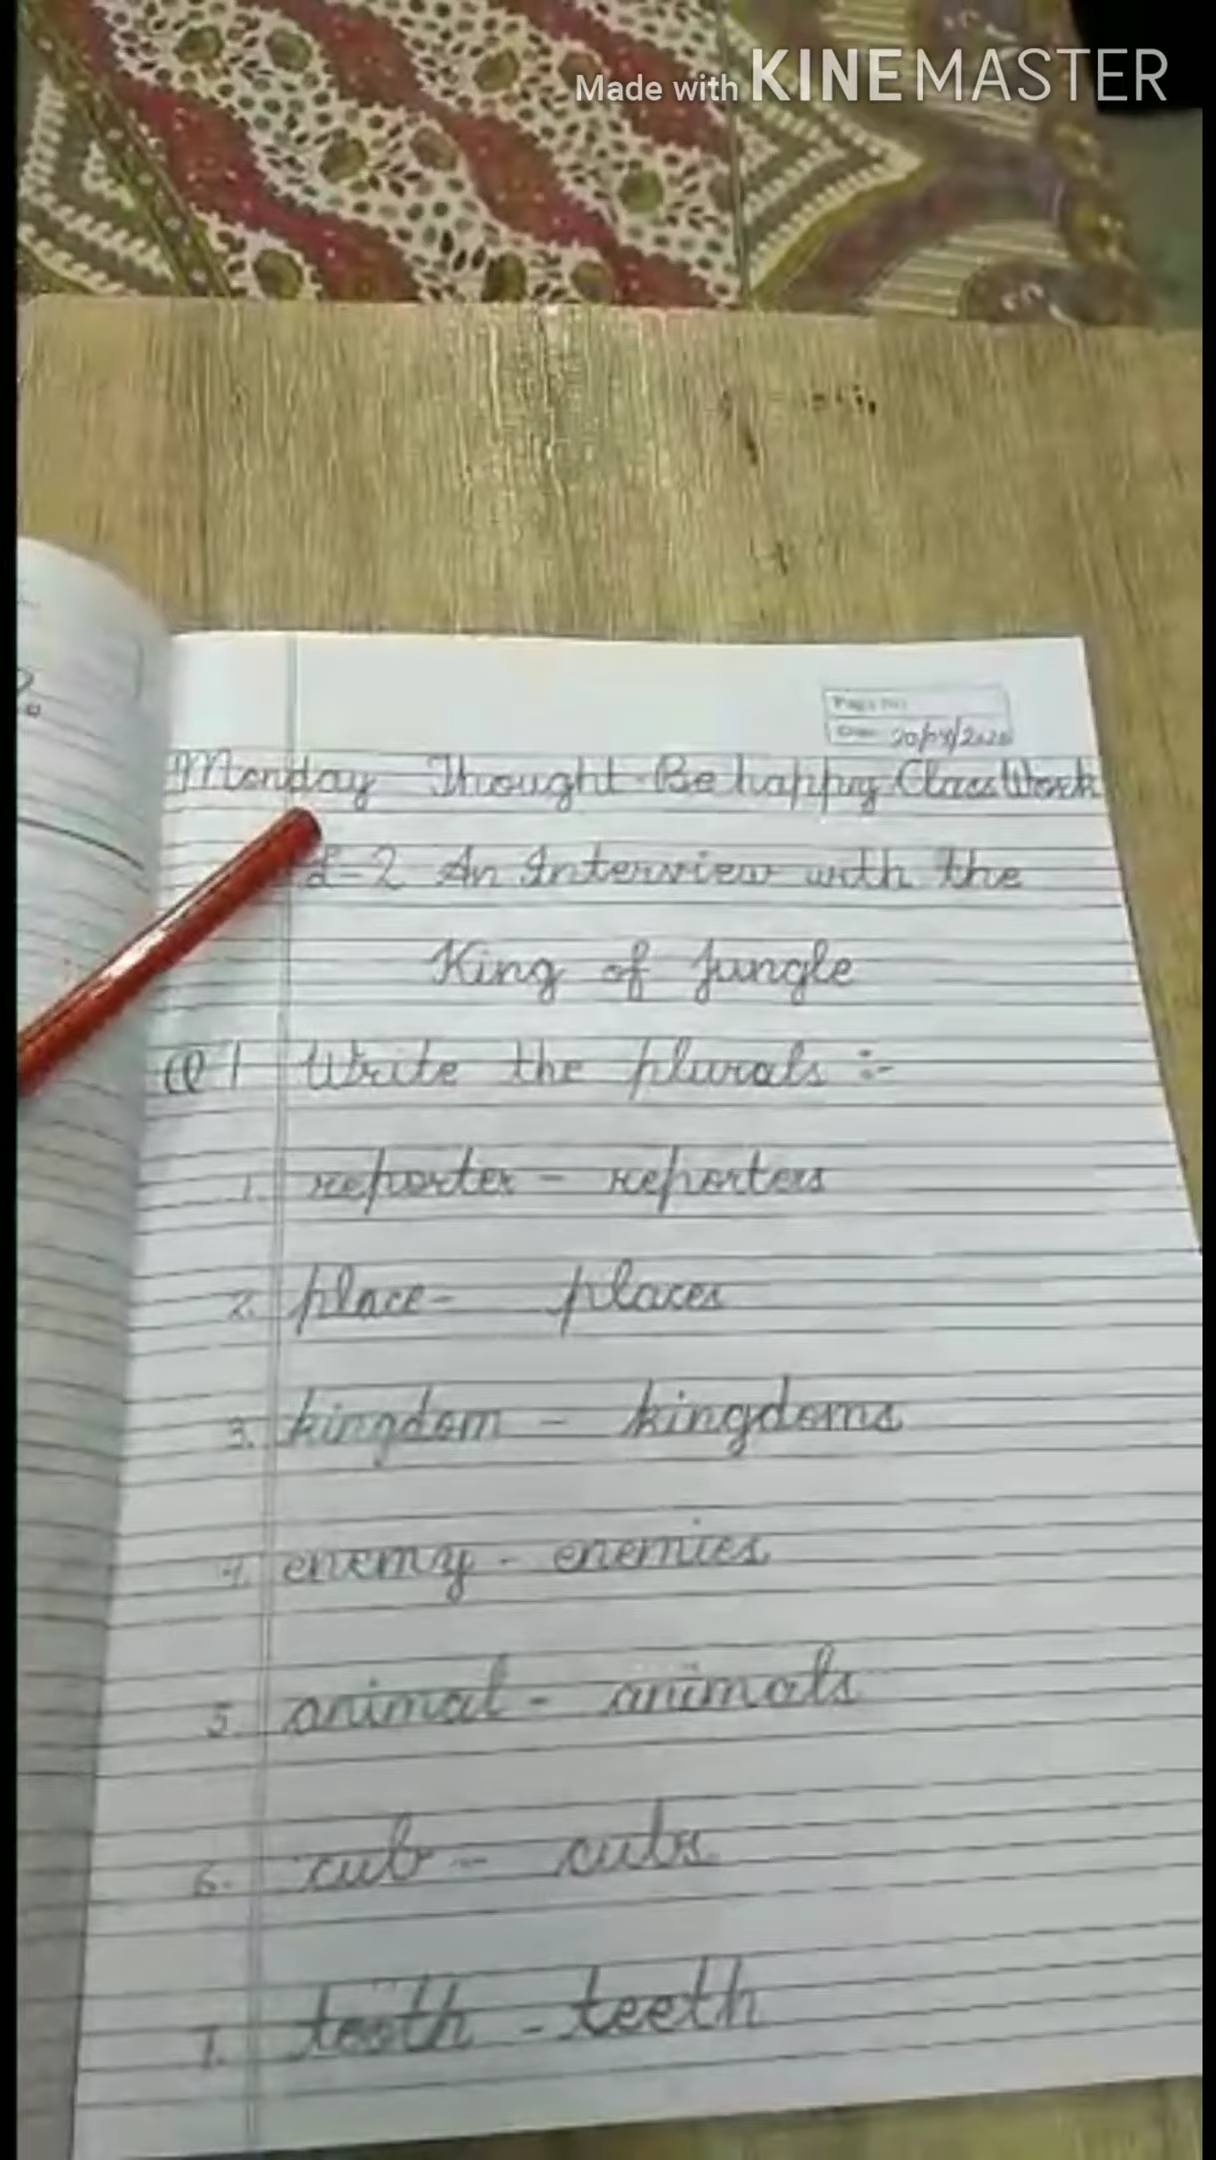 Made with KINEMASTER
Page No.
Date 20/04/2020
Monday Thought-Be happy Class Work
L-2 An Interview with the
King of Jungle
Q1 Write the plurals :-
1. reporter - reporters
2. place - places
3. kingdom - kingdoms
4. enemy - enemies
5. animal - animals
6. cub - cubs
7. tooth - teeth